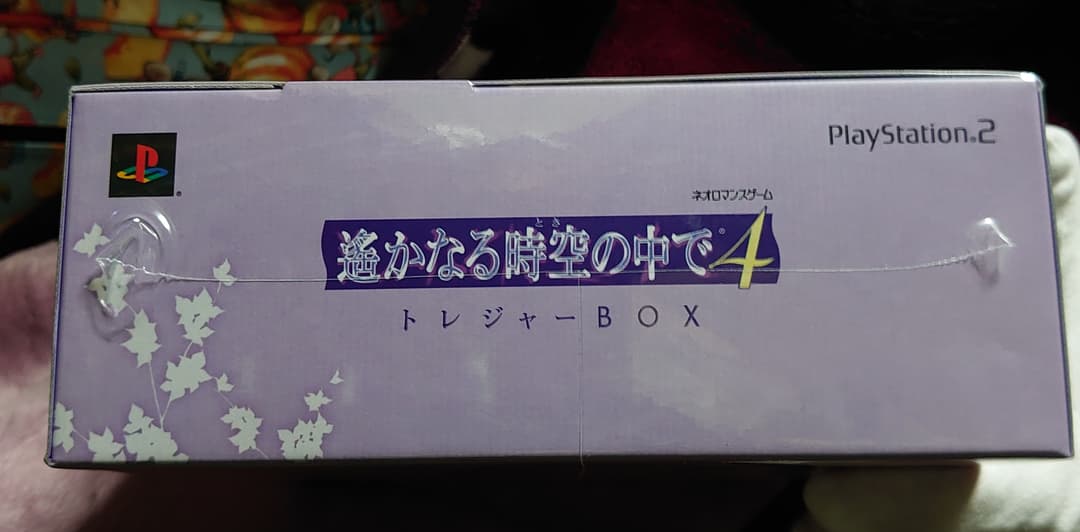 PlayStation®2
ネオロマンスゲーム
とき
遙かなる時空の中で®4
トレジャーBOX